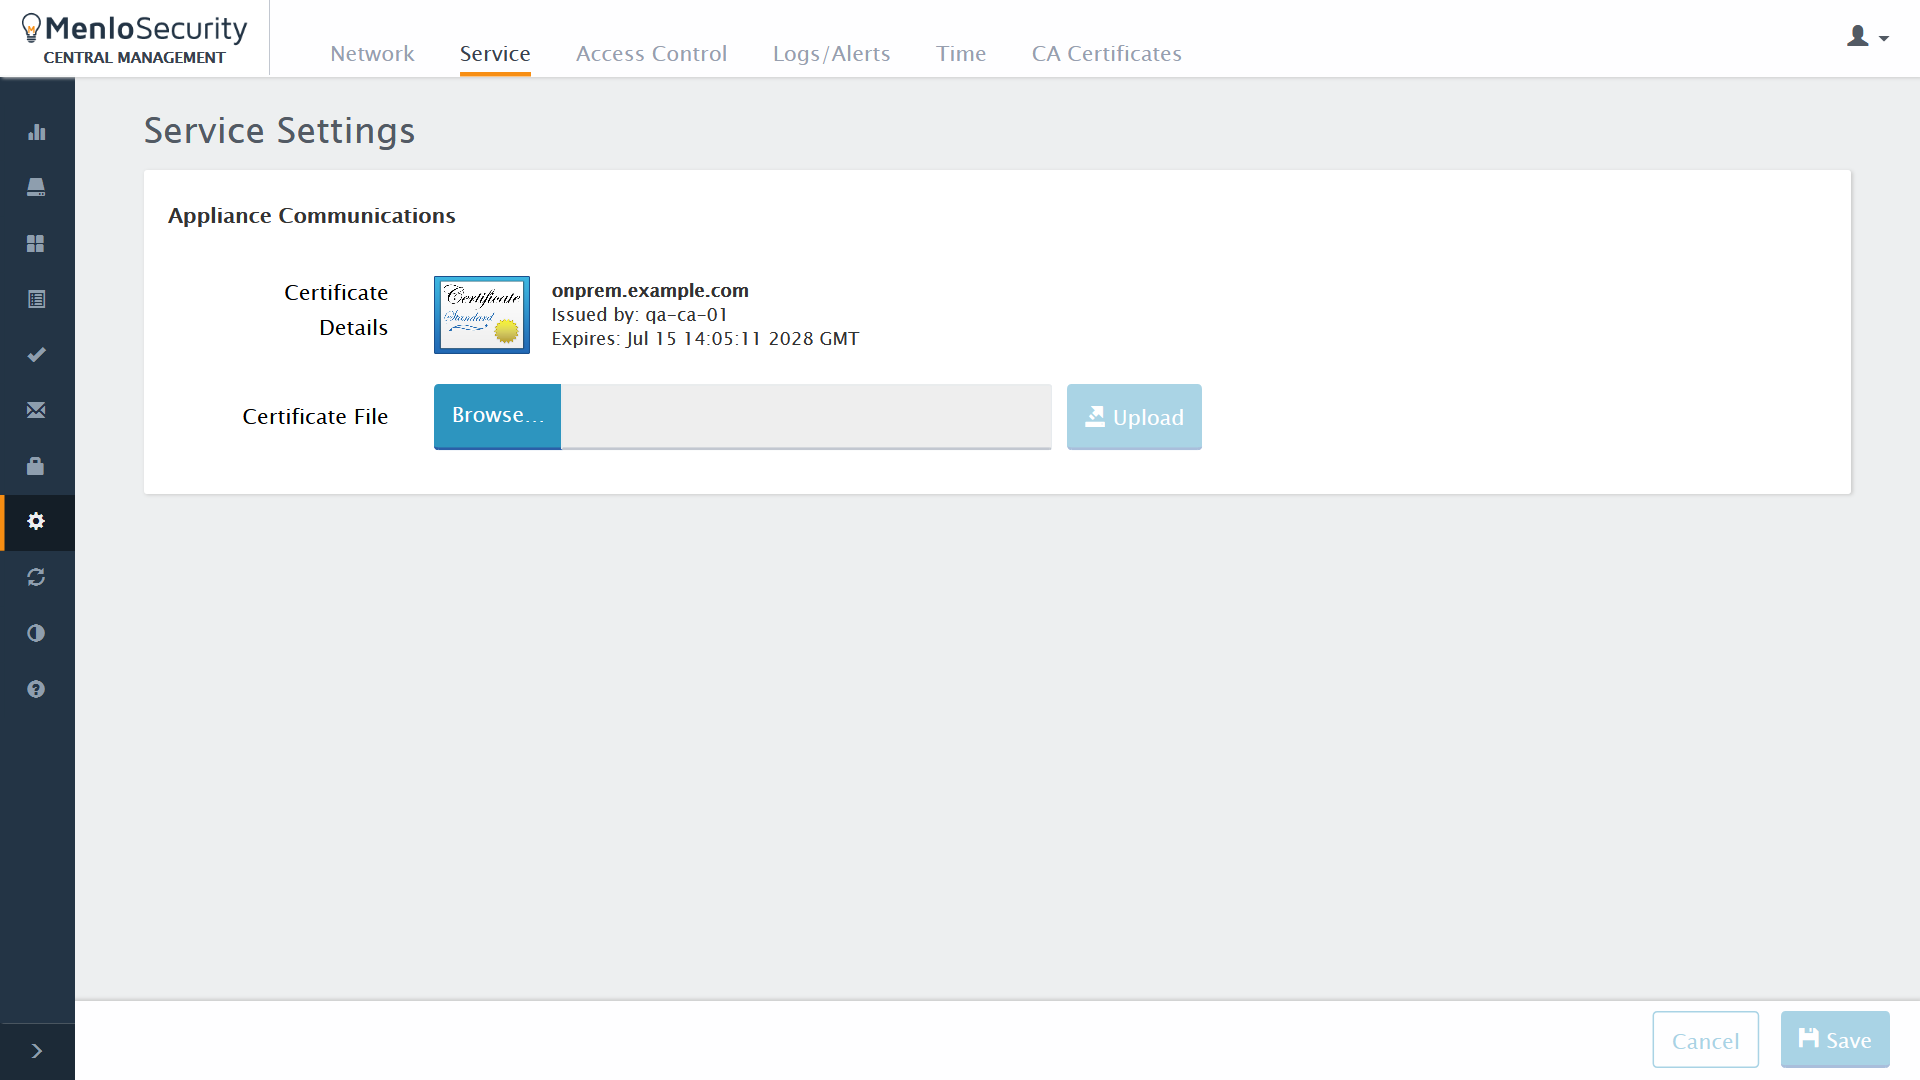 MenloSecurity
CENTRAL MANAGEMENT
Network Service Access Control Logs/Alerts Time CA Certificates
Service Settings
Appliance Communications
Certificate Details
Certificate
Standard
onprem.example.com
Issued by: qa-ca-01
Expires: Jul 15 14:05:11 2028 GMT
Certificate File
Browse...
Upload
Cancel
Save